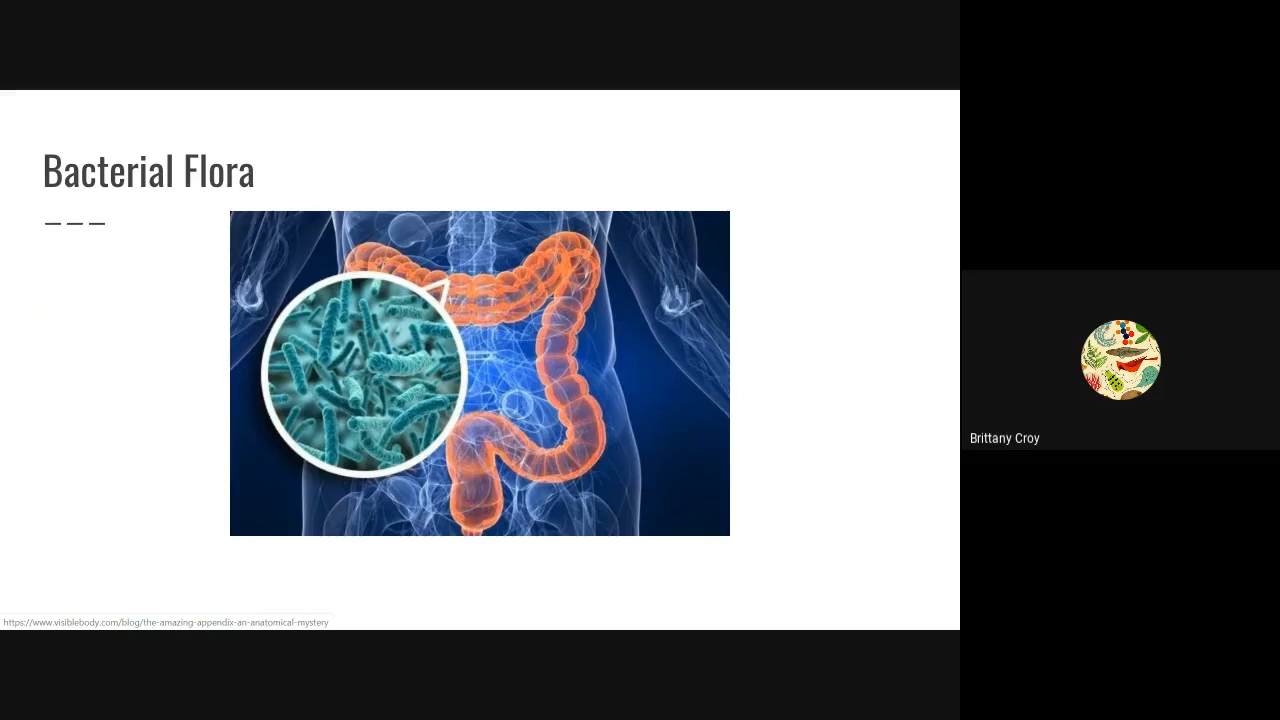 Bacterial Flora
Brittany Croy
https://www.visiblebody.com/blog/the-amazing-appendix-an-anatomical-mystery